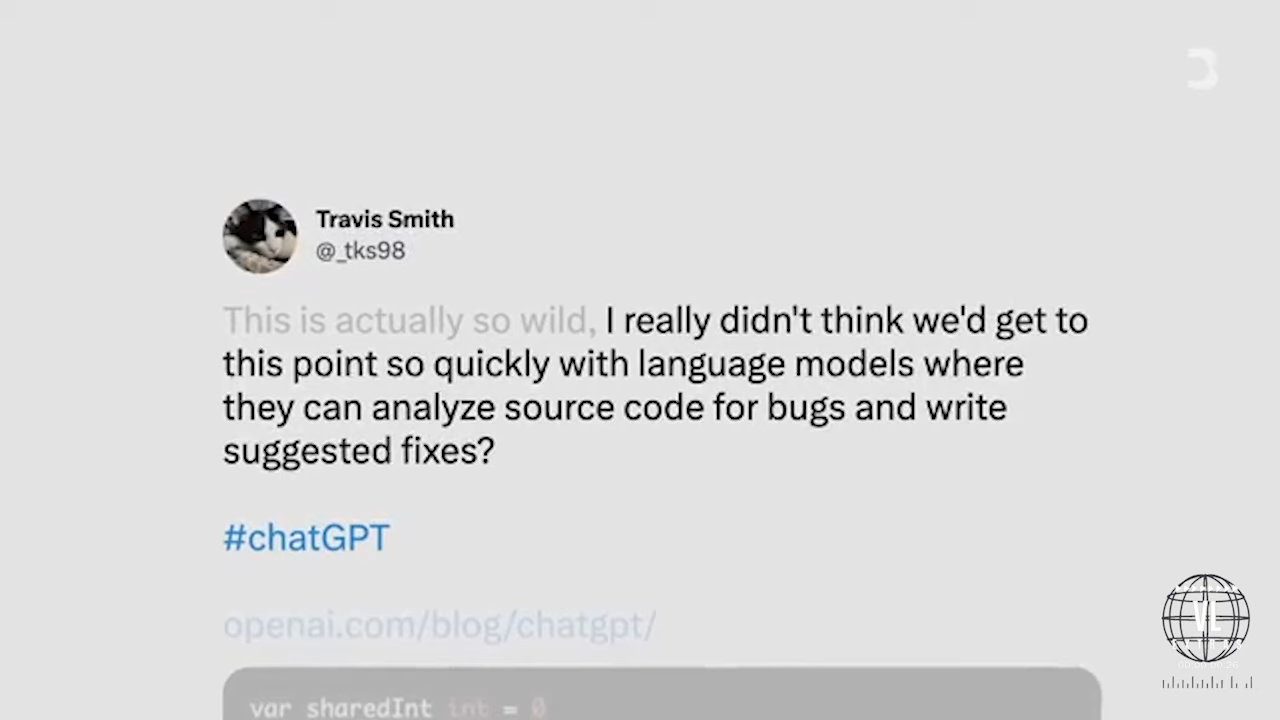 3
Travis Smith
@_tks98
This is actually so wild, I really didn't think we'd get to
this point so quickly with language models where
they can analyze source code for bugs and write
suggested fixes?
#chatGPT
openai.com/blog/chatgpt/
VL
var sharedInt int = 0